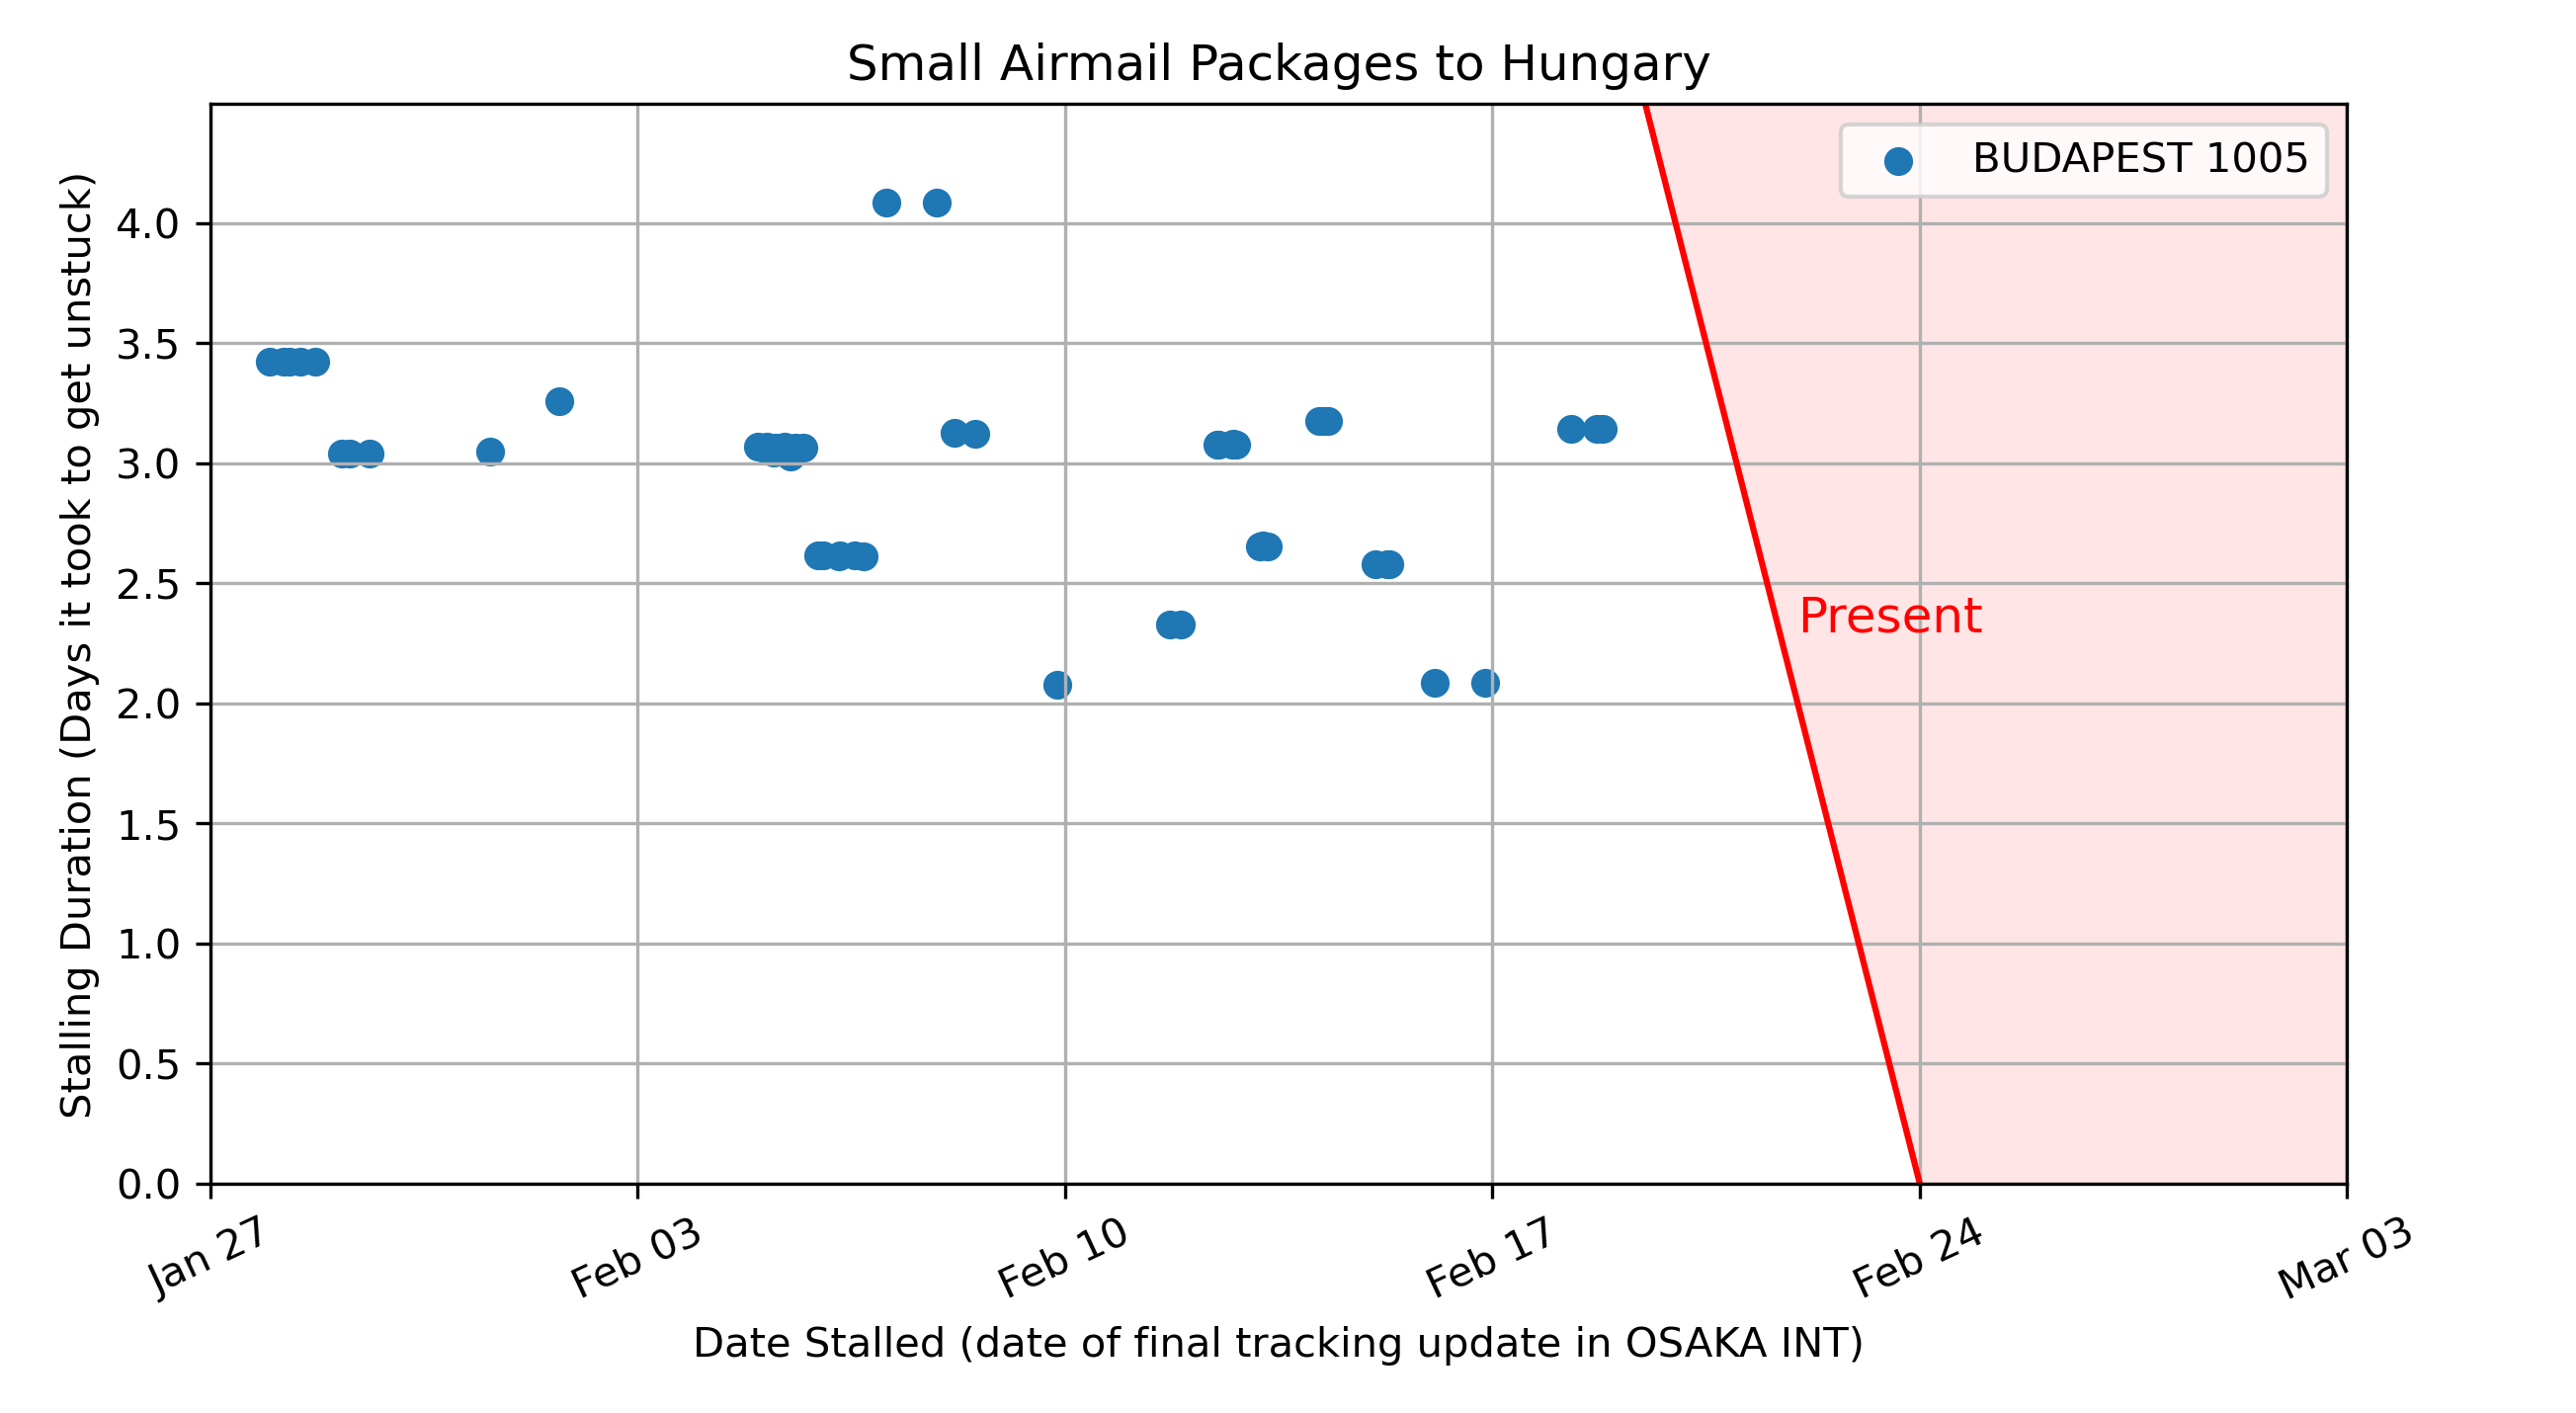 Small Airmail Packages to Hungary
BUDAPEST 1005
Stalling Duration (Days it took to get unstuck)
4.0
3.5
3.0
2.5
2.0
1.5
1.0
0.5
0.0
Present
Jan 27
Feb 03
Feb 10
Feb 17
Feb 24
Mar 03
Date Stalled (date of final tracking update in OSAKA INT)